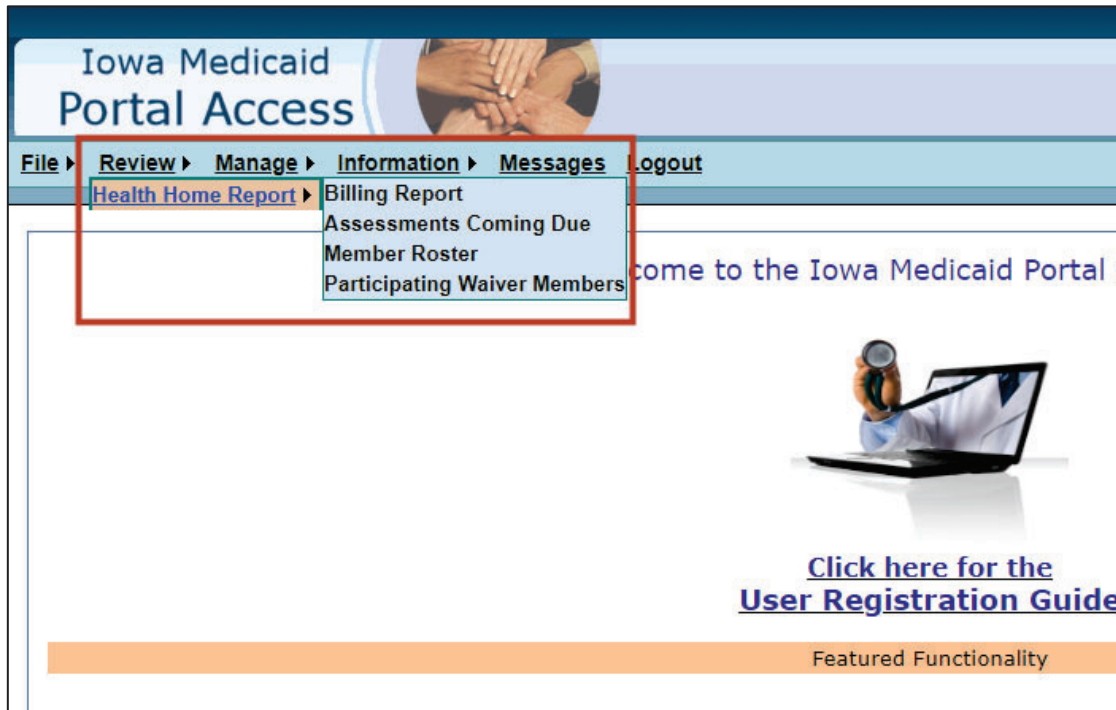 Iowa Medicaid
Portal Access
File Review Manage Information Messages Logout
Health Home Report
Billing Report
Assessments Coming Due
Member Roster
Participating Waiver Members
come to the Iowa Medicaid Portal
Click here for the
User Registration Guide
Featured Functionality